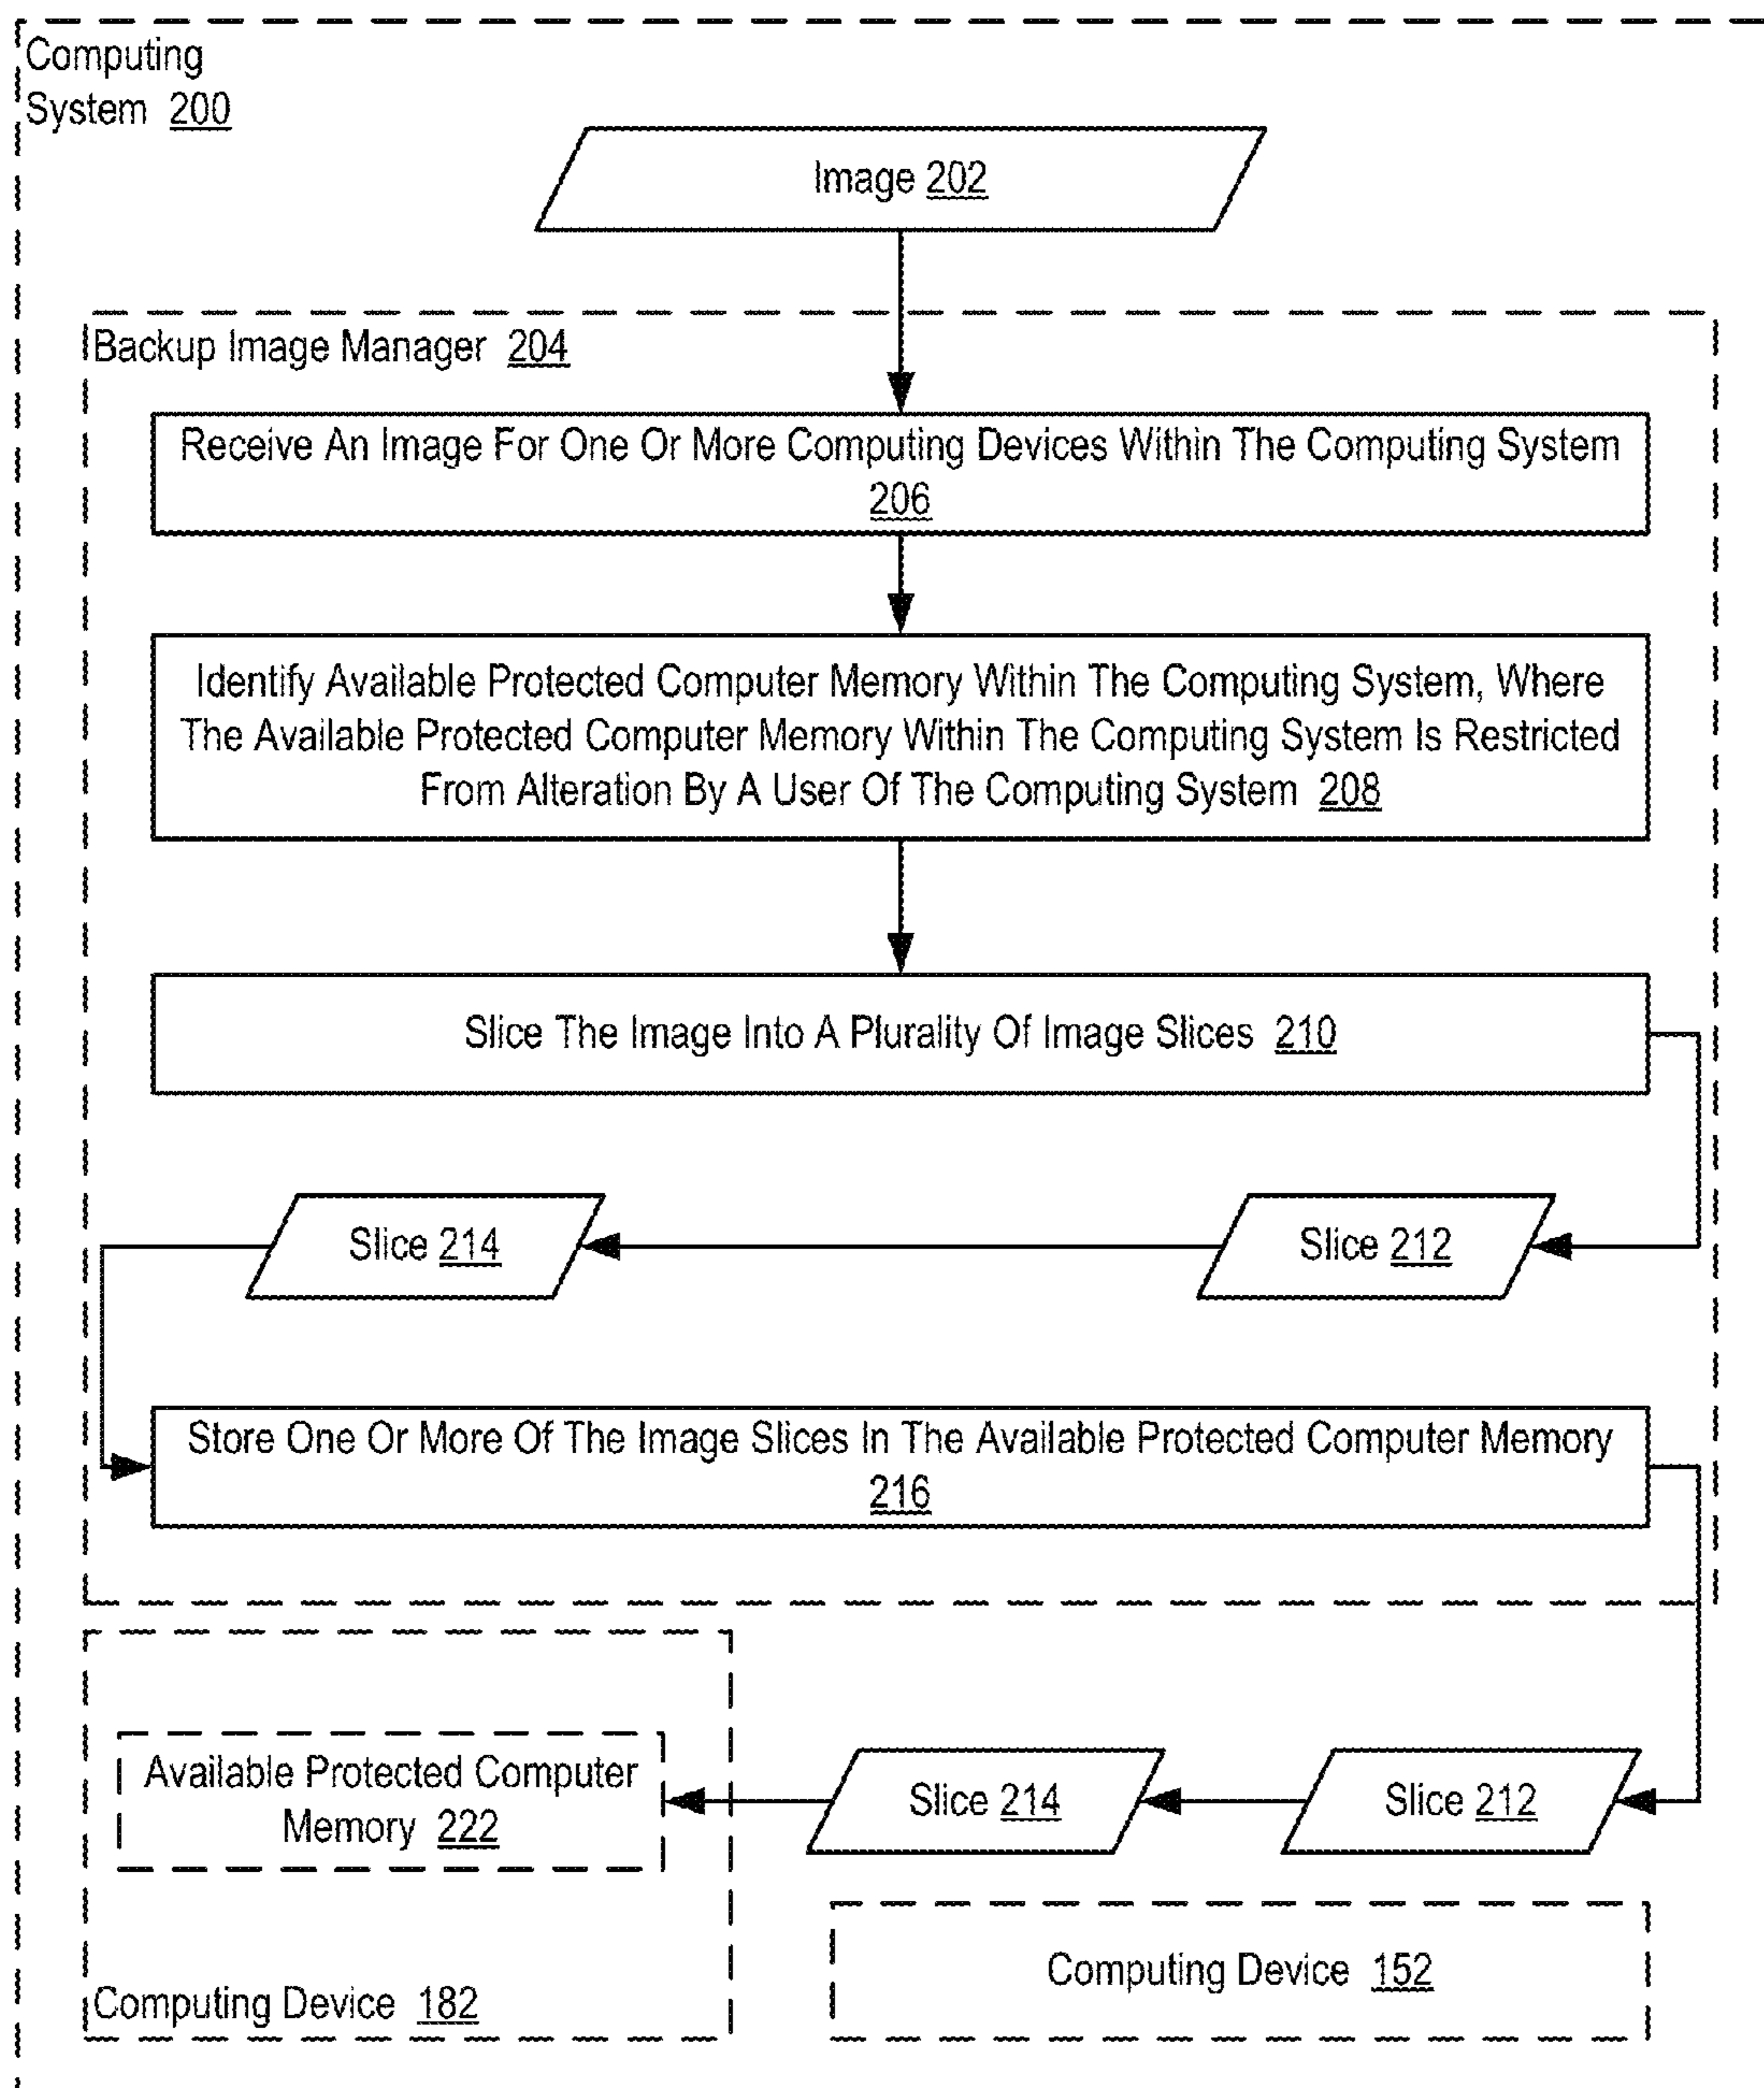 Computing
System 200
Image 202
Backup Image Manager 204
Receive An Image For One Or More Computing Devices Within The Computing System
206
Identify Available Protected Computer Memory Within The Computing System, Where
The Available Protected Computer Memory Within The Computing System Is Restricted
From Alteration By A User Of The Computing System 208
Slice The Image Into A Plurality Of Image Slices 210
Slice 214
Slice 212
Store One Or More Of The Image Slices In The Available Protected Computer Memory
216
Available Protected Computer
Memory 222
Slice 214
Slice 212
Computing Device 182
Computing Device 152